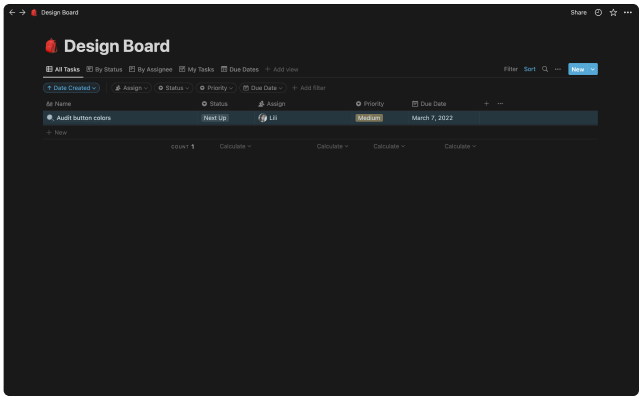 Design Board
Share
Design Board
All Tasks By Status By Assignee My Tasks Due Dates + Add view
Filter Sort New
Date Created Assign Status Priority Due Date + Add filter
Aa Name Status Assign Priority Due Date
Audit button colors Next Up Lili Medium March 7, 2022
+ New
COUNT 1 Calculate Calculate Calculate Calculate